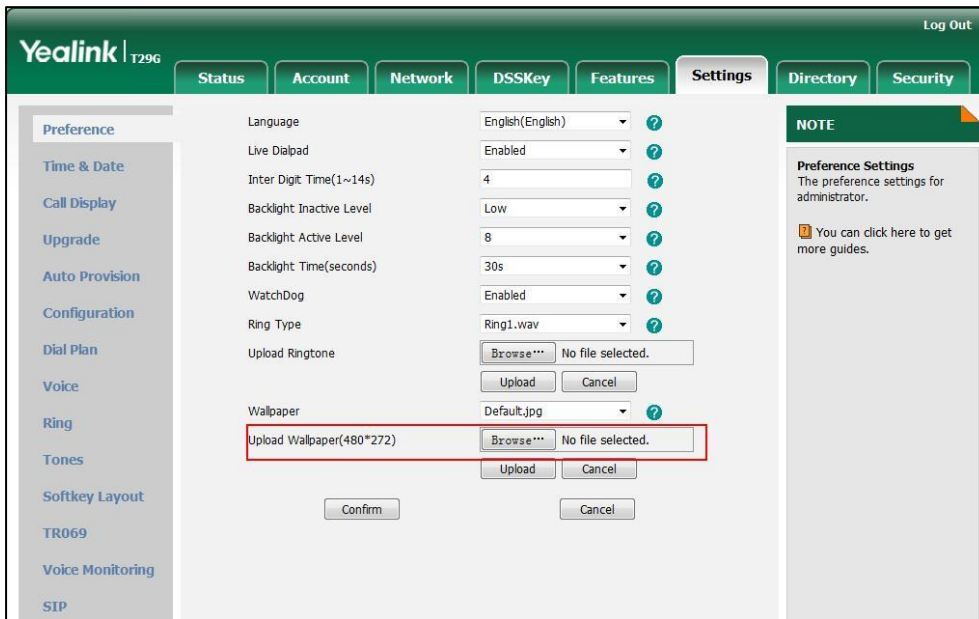 Log Out
Yealink T29G
Status Account Network DSSKey Features Settings Directory Security
Preference
Time & Date
Call Display
Upgrade
Auto Provision
Configuration
Dial Plan
Voice
Ring
Tones
Softkey Layout
TR069
Voice Monitoring
SIP
Language English(English) ?
Live Dialpad Enabled ?
Inter Digit Time(1~14s) 4 ?
Backlight Inactive Level Low ?
Backlight Active Level 8 ?
Backlight Time(seconds) 30s ?
WatchDog Enabled ?
Ring Type Ring1.wav ?
Upload Ringtone Browse··· No file selected.
Upload Cancel
Wallpaper Default.jpg ?
Upload Wallpaper(480*272) Browse··· No file selected.
Upload Cancel
Confirm Cancel
NOTE
Preference Settings
The preference settings for
administrator.
? You can click here to get
more guides.